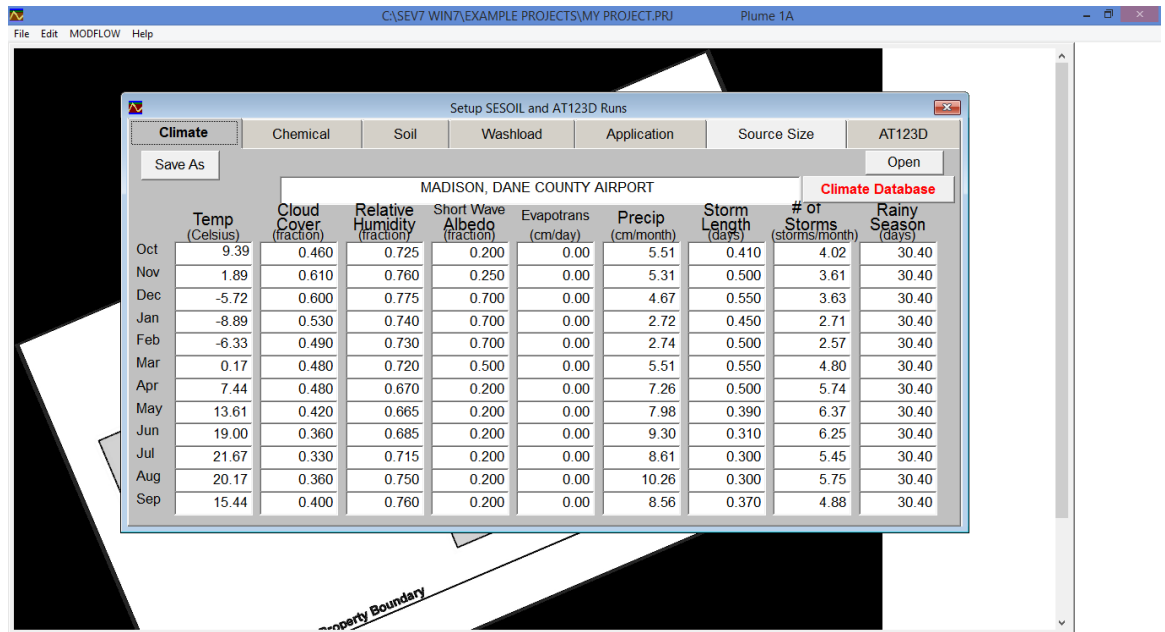 C:\SEV7 WIN7\EXAMPLE PROJECTS\MY PROJECT.PRJ Plume 1A
File Edit MODFLOW Help
Setup SESOIL and AT123D Runs
Climate Chemical Soil Washload Application Source Size AT123D
Save As Open
MADISON, DANE COUNTY AIRPORT Climate Database
Temp (Celsius) Cloud Cover (fraction) Relative Humidity (fraction) Short Wave Albedo (fraction) Evapotrans (cm/day) Precip (cm/month) Storm Length (days) # of Storms (storms/month) Rainy Season (days)
Oct 9.39 0.460 0.725 0.200 0.00 5.51 0.410 4.02 30.40
Nov 1.89 0.610 0.760 0.250 0.00 5.31 0.500 3.61 30.40
Dec -5.72 0.600 0.775 0.700 0.00 4.67 0.550 3.63 30.40
Jan -8.89 0.530 0.740 0.700 0.00 2.72 0.450 2.71 30.40
Feb -6.33 0.490 0.730 0.700 0.00 2.74 0.500 2.57 30.40
Mar 0.17 0.480 0.720 0.500 0.00 5.51 0.550 4.80 30.40
Apr 7.44 0.480 0.670 0.200 0.00 7.26 0.500 5.74 30.40
May 13.61 0.420 0.665 0.200 0.00 7.98 0.390 6.37 30.40
Jun 19.00 0.360 0.685 0.200 0.00 9.30 0.310 6.25 30.40
Jul 21.67 0.330 0.715 0.200 0.00 8.61 0.300 5.45 30.40
Aug 20.17 0.360 0.750 0.200 0.00 10.26 0.300 5.75 30.40
Sep 15.44 0.400 0.760 0.200 0.00 8.56 0.370 4.88 30.40
Property Boundary